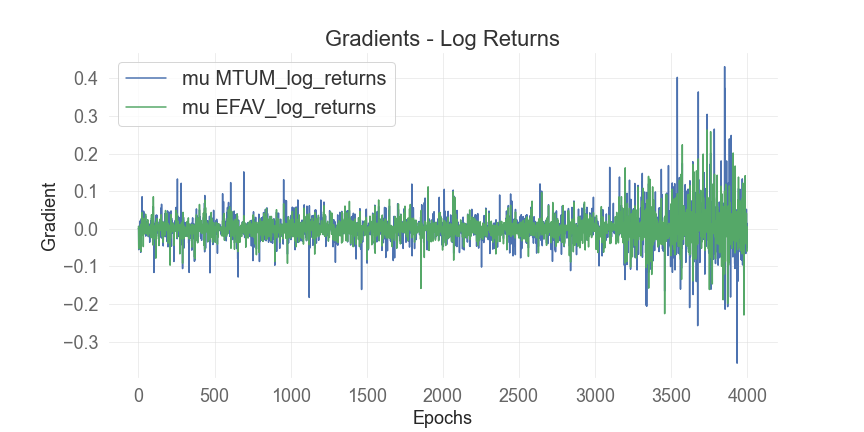 Gradients - Log Returns
mu MTUM_log_returns
mu EFAV_log_returns
Gradient
0.4
0.3
0.2
0.1
0.0
−0.1
−0.2
−0.3
0 500 1000 1500 2000 2500 3000 3500 4000
Epochs